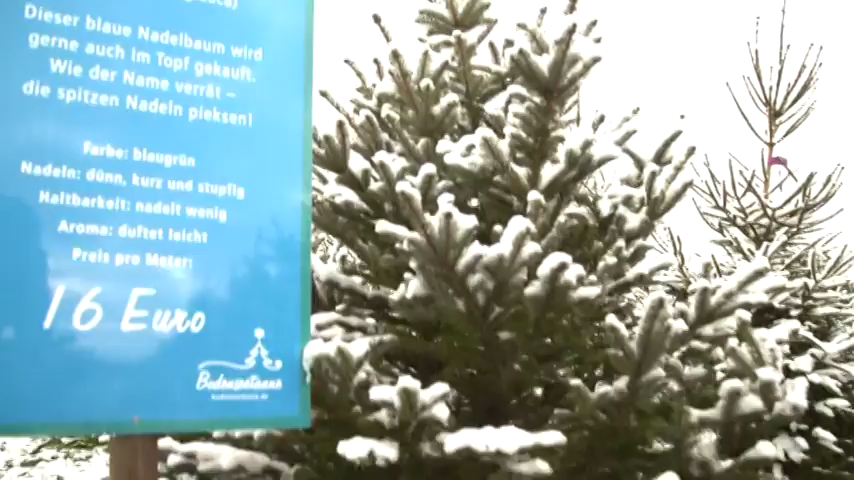 Dieser blaue Nadelbaum wird
gerne auch im Topf gekauft.
Wie der Name verrät –
die spitzen Nadeln pieksen!
Farbe: blaugrün
Nadeln: dünn, kurz und stupfig
Haltbarkeit: nadelt wenig
Aroma: duftet leicht
Preis pro Meter:
16 Euro